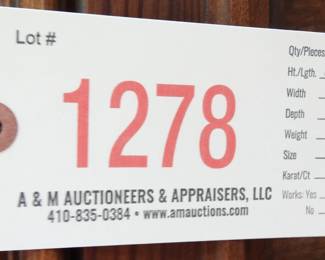 Lot #
1278
A & M AUCTIONEERS & APPRAISERS, LLC
410-835-0384 • www.amauctions.com
Qty/Pieces
Ht./Lgth.
Width
Depth
Weight
Size
Karat/Ct
Works: Yes
No